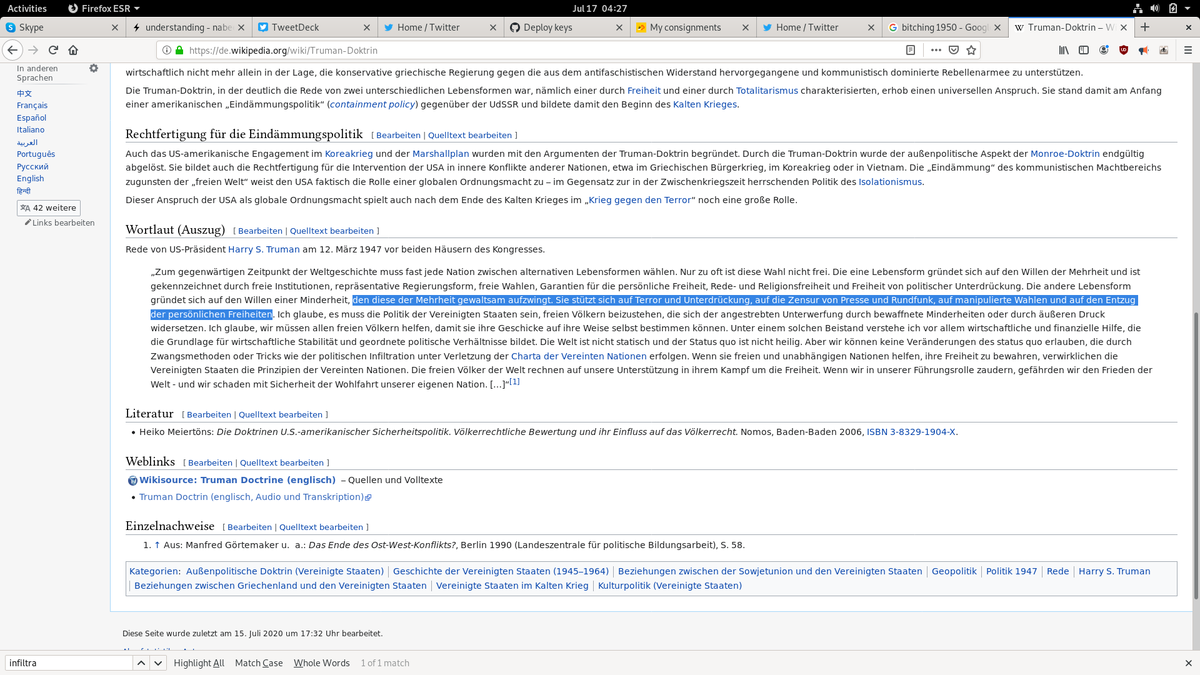 Activities Firefox ESR Jul 17 04:27
Skype understanding - nabe TweetDeck Home / Twitter Deploy keys My consignments Home / Twitter bitching1950 - Goog Truman-Doktrin – W
https://de.wikipedia.org/wiki/Truman-Doktrin
In anderen
Sprachen
中文
Français
Español
Italiano
العربية
Português
Русский
English
हिन्दी
42 weitere
Links bearbeiten
wirtschaftlich nicht mehr allein in der Lage, die konservative griechische Regierung gegen die aus dem antifaschistischen Widerstand hervorgegangene und kommunistisch dominierte Rebellenarmee zu unterstützen.
Die Truman-Doktrin, in der deutlich die Rede von zwei unterschiedlichen Lebensformen war, nämlich einer durch Freiheit und einer durch Totalitarismus charakterisierten, erhob einen universellen Anspruch. Sie stand damit am Anfang
einer amerikanischen „Eindämmungspolitik“ (containment policy) gegenüber der UdSSR und bildete damit den Beginn des Kalten Krieges.
Rechtfertigung für die Eindämmungspolitik [ Bearbeiten | Quelltext bearbeiten ]
Auch das US-amerikanische Engagement im Koreakrieg und der Marshallplan wurden mit den Argumenten der Truman-Doktrin begründet. Durch die Truman-Doktrin wurde der außenpolitische Aspekt der Monroe-Doktrin endgültig
abgelöst. Sie bildet auch die Rechtfertigung für die Intervention der USA in innere Konflikte anderer Nationen, etwa im Griechischen Bürgerkrieg, im Koreakrieg oder in Vietnam. Die „Eindämmung“ des kommunistischen Machtbereichs
zugunsten der „freien Welt“ weist den USA faktisch die Rolle einer globalen Ordnungsmacht zu – im Gegensatz zur in der Zwischenkriegszeit herrschenden Politik des Isolationismus.
Dieser Anspruch der USA als globale Ordnungsmacht spielt auch nach dem Ende des Kalten Krieges im „Krieg gegen den Terror“ noch eine große Rolle.
Wortlaut (Auszug) [ Bearbeiten | Quelltext bearbeiten ]
Rede von US-Präsident Harry S. Truman am 12. März 1947 vor beiden Häusern des Kongresses.
„Zum gegenwärtigen Zeitpunkt der Weltgeschichte muss fast jede Nation zwischen alternativen Lebensformen wählen. Nur zu oft ist diese Wahl nicht frei. Die eine Lebensform gründet sich auf den Willen der Mehrheit und ist
gekennzeichnet durch freie Institutionen, repräsentative Regierungsform, freie Wahlen, Garantien für die persönliche Freiheit, Rede- und Religionsfreiheit und Freiheit von politischer Unterdrückung. Die andere Lebensform
gründet sich auf den Willen einer Minderheit, den diese der Mehrheit gewaltsam aufzwingt. Sie stützt sich auf Terror und Unterdrückung, auf die Zensur von Presse und Rundfunk, auf manipulierte Wahlen und auf den Entzug
der persönlichen Freiheiten. Ich glaube, es muss die Politik der Vereinigten Staaten sein, freien Völkern beizustehen, die sich der angestrebten Unterwerfung durch bewaffnete Minderheiten oder durch äußeren Druck
widersetzen. Ich glaube, wir müssen allen freien Völkern helfen, damit sie ihre Geschicke auf ihre Weise selbst bestimmen können. Unter einem solchen Beistand verstehe ich vor allem wirtschaftliche und finanzielle Hilfe, die
die Grundlage für wirtschaftliche Stabilität und geordnete politische Verhältnisse bildet. Die Welt ist nicht statisch und der Status quo ist nicht heilig. Aber wir können keine Veränderungen des status quo erlauben, die durch
Zwangsmethoden oder Tricks wie der politischen Infiltration unter Verletzung der Charta der Vereinten Nationen erfolgen. Wenn sie freien und unabhängigen Nationen helfen, ihre Freiheit zu bewahren, verwirklichen die
Vereinigten Staaten die Prinzipien der Vereinten Nationen. Die freien Völker der Welt rechnen auf unsere Unterstützung in ihrem Kampf um die Freiheit. Wenn wir in unserer Führungsrolle zaudern, gefährden wir den Frieden der
Welt - und wir schaden mit Sicherheit der Wohlfahrt unserer eigenen Nation. […]“[1]
Literatur [ Bearbeiten | Quelltext bearbeiten ]
• Heiko Meiertöns: Die Doktrinen U.S.-amerikanischer Sicherheitspolitik. Völkerrechtliche Bewertung und ihr Einfluss auf das Völkerrecht. Nomos, Baden-Baden 2006, ISBN 3-8329-1904-X.
Weblinks [ Bearbeiten | Quelltext bearbeiten ]
Wikisource: Truman Doctrine (englisch) – Quellen und Volltexte
• Truman Doctrin (englisch, Audio und Transkription)
Einzelnachweise [ Bearbeiten | Quelltext bearbeiten ]
1. ↑ Aus: Manfred Görtemaker u. a.: Das Ende des Ost-West-Konflikts?, Berlin 1990 (Landeszentrale für politische Bildungsarbeit), S. 58.
Kategorien: Außenpolitische Doktrin (Vereinigte Staaten) | Geschichte der Vereinigten Staaten (1945–1964) | Beziehungen zwischen der Sowjetunion und den Vereinigten Staaten | Geopolitik | Politik 1947 | Rede | Harry S. Truman
| Beziehungen zwischen Griechenland und den Vereinigten Staaten | Vereinigte Staaten im Kalten Krieg | Kulturpolitik (Vereinigte Staaten)
Diese Seite wurde zuletzt am 15. Juli 2020 um 17:32 Uhr bearbeitet.
infiltra Highlight All Match Case Whole Words 1 of 1 match